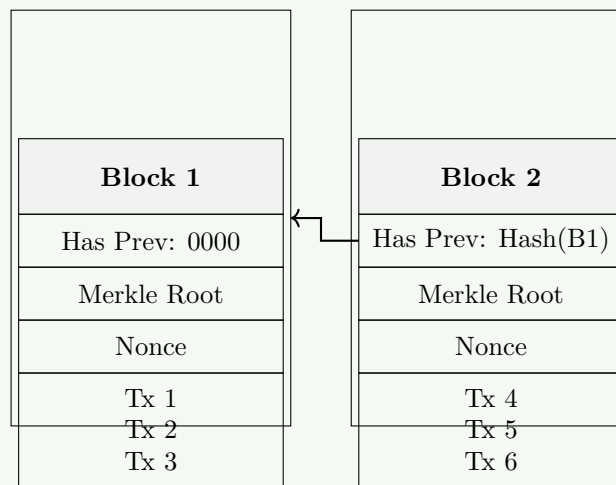 Block 1
Has Prev: 0000
Merkle Root
Nonce
Tx 1
Tx 2
Tx 3
Block 2
Has Prev: Hash(B1)
Merkle Root
Nonce
Tx 4
Tx 5
Tx 6